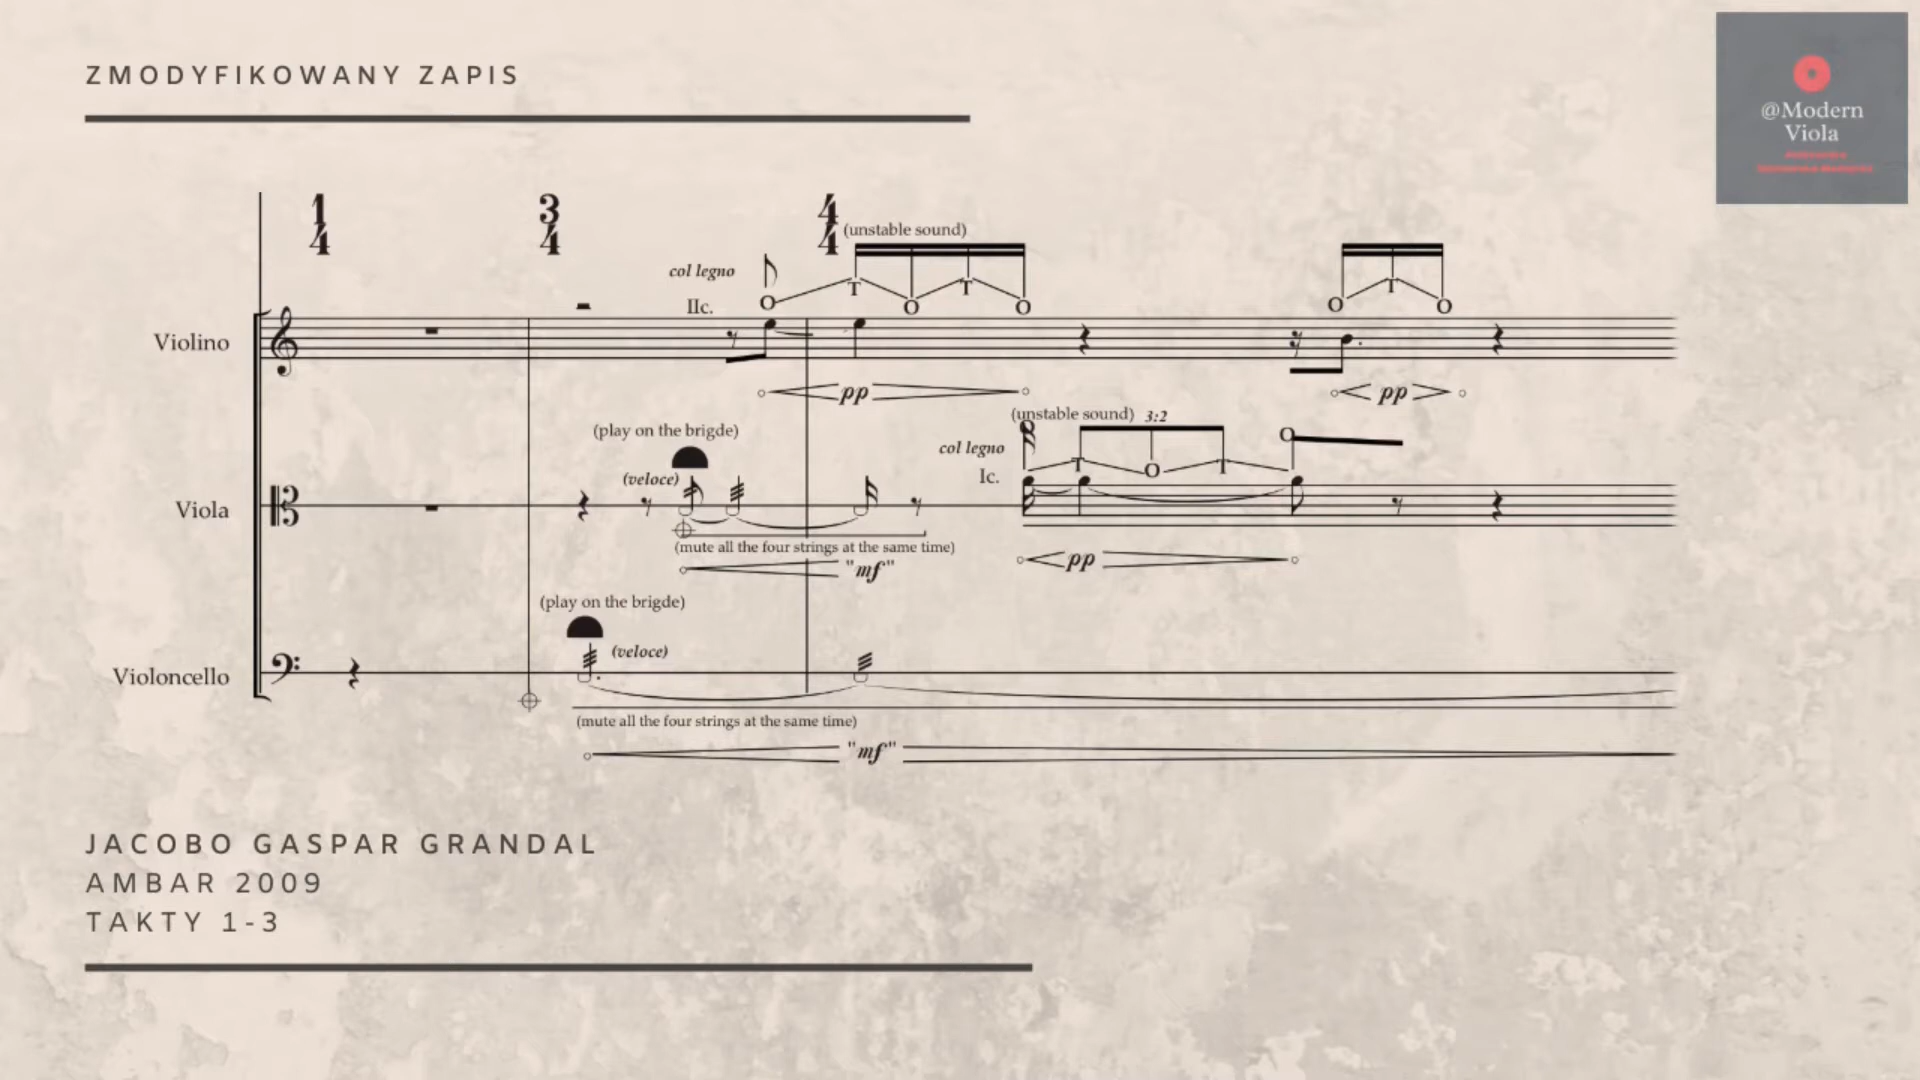 ZMODYFIKOWANY ZAPIS
@Modern
Viola
1 3 4
4 4 4
(unstable sound)
col legno
O T O T O
O T O
IIc.
Violino
pp pp
(unstable sound) 3:2
(play on the brigde)
col legno
O
(veloce)
T O T
Ic.
Viola
(mute all the four strings at the same time)
"mf"
pp
(play on the brigde)
(veloce)
Violoncello
(mute all the four strings at the same time)
"mf"
JACOBO GASPAR GRANDAL
AMBAR 2009
TAKTY 1-3